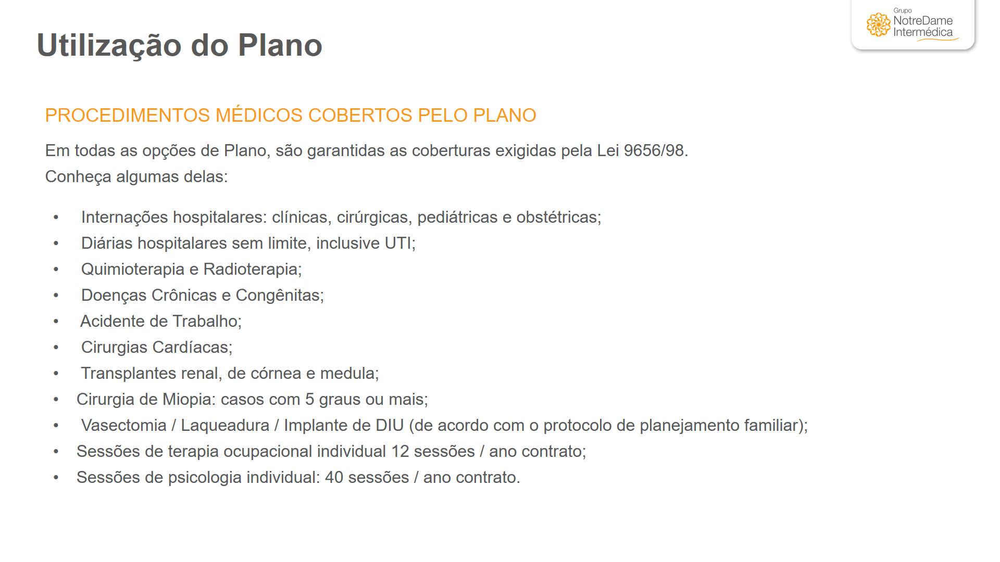 Grupo
NotreDame
Intermédica
Utilização do Plano
PROCEDIMENTOS MÉDICOS COBERTOS PELO PLANO
Em todas as opções de Plano, são garantidas as coberturas exigidas pela Lei 9656/98.
Conheça algumas delas:
• Internações hospitalares: clínicas, cirúrgicas, pediátricas e obstétricas;
• Diárias hospitalares sem limite, inclusive UTI;
• Quimioterapia e Radioterapia;
• Doenças Crônicas e Congênitas;
• Acidente de Trabalho;
• Cirurgias Cardíacas;
• Transplantes renal, de córnea e medula;
• Cirurgia de Miopia: casos com 5 graus ou mais;
• Vasectomia / Laqueadura / Implante de DIU (de acordo com o protocolo de planejamento familiar);
• Sessões de terapia ocupacional individual 12 sessões / ano contrato;
• Sessões de psicologia individual: 40 sessões / ano contrato.